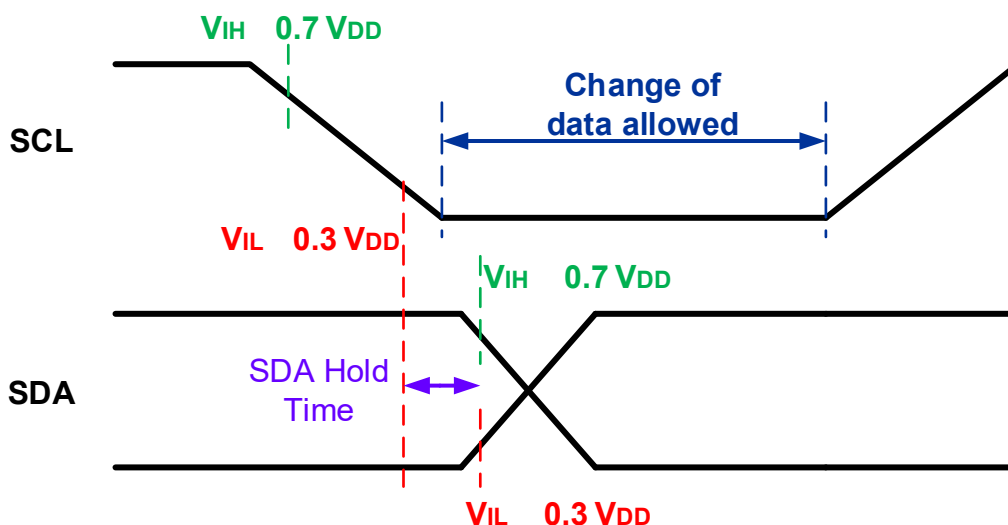 VIH 0.7 VDD
Change of
data allowed
SCL
VIL 0.3 VDD
VIH 0.7 VDD
SDA Hold
Time
SDA
VIL 0.3 VDD